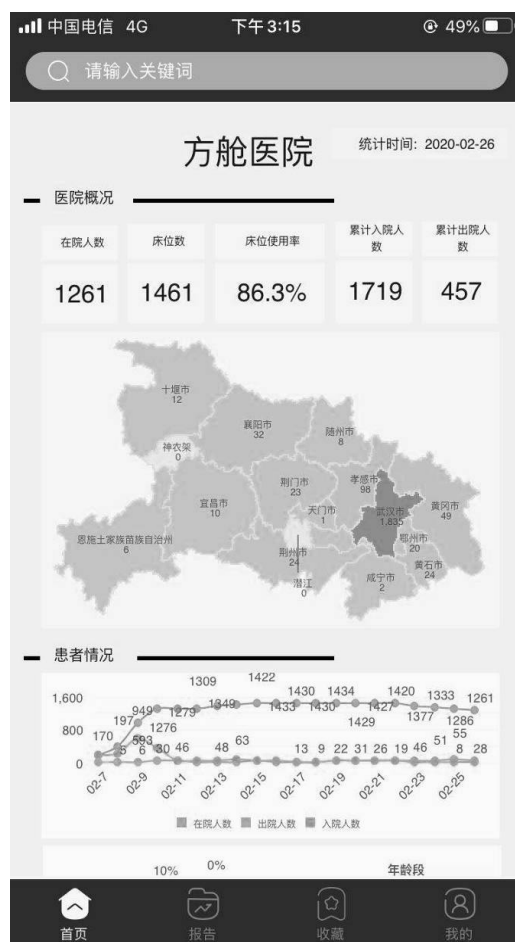 中国电信 4G 下午3:15 49%
请输入关键词
方舱医院
统计时间: 2020-02-26
医院概况
在院人数 床位数 床位使用率 累计入院人数 累计出院人数
1261 1461 86.3% 1719 457
十堰市
12
襄阳市
32
随州市
8
神农架
0
荆门市
23
孝感市
98
宜昌市
10
天门市
1
武汉市
1,835
黄冈市
49
恩施土家族苗族自治州
6
荆州市
24
鄂州市
20
潜江
0
咸宁市
2
黄石市
24
患者情况
1309 1422
1,600 949 1279 1349 1433 1430 1430 1434 1427 1420 1333 1261
1276 1429 1377 1286
800 170 197 593 63 51 55
0 5 6 30 46 48 13 9 22 31 26 19 46 8 28
02-7 02-9 02-11 02-13 02-15 02-17 02-19 02-21 02-23 02-25
在院人数 出院人数 入院人数
10% 0% 年龄段
首页 报告 收藏 我的